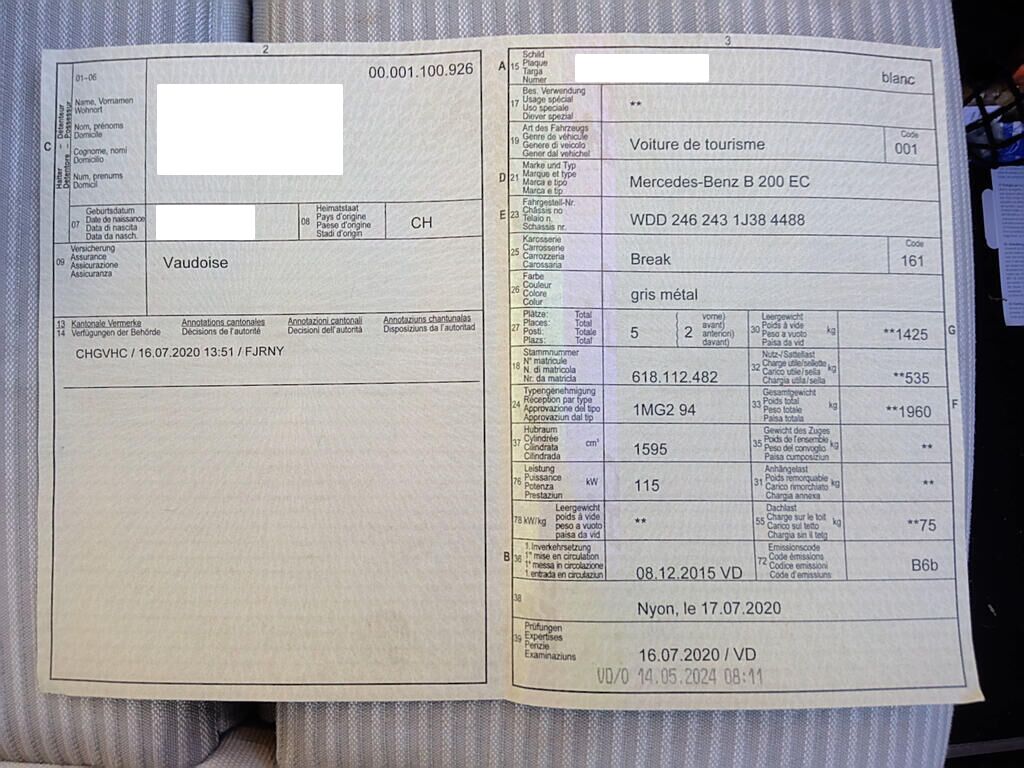 2
C
Halter – Détenteur
Detentore – Possessur
01-06
00.001.100.926
Name, Vornamen
Wohnort
Nom, prénoms
Domicile
Cognome, nomi
Domicilio
Num, prenums
Domicil
07
Geburtsdatum
Date de naissance
Data di nascita
Data da nasch.
08
Heimatstaat
Pays d'origine
Paese d'origine
Stadi d'origin
CH
09
Versicherung
Assurance
Assicurazione
Assicuranza
Vaudoise
13 Kantonale Vermerke Annotations cantonales Annotazioni cantonali Annotaziuns chantunalas
14 Verfügungen der Behörde Décisions de l'autorité Decisioni dell'autorità Disposiziuns da l'autoritad
CHGVHC / 16.07.2020 13:51 / FJRNY
3
A
15
Schild
Plaque
Targa
Numer
blanc
17
Bes. Verwendung
Usage spécial
Uso speciale
Diever spezial
**
19
Art des Fahrzeugs
Genre de véhicule
Genere di veicolo
Gener dal vehichel
Voiture de tourisme
Code
001
D
21
Marke und Typ
Marque et type
Marca e tipo
Marca e tip
Mercedes-Benz B 200 EC
E
23
Fahrgestell-Nr.
Châssis no
Telaio n.
Schassis nr.
WDD 246 243 1J38 4488
25
Karosserie
Carrosserie
Carrozzeria
Carossaria
Break
Code
161
26
Farbe
Couleur
Colore
Colur
gris métal
27
Plätze: Total
Places: Total
Posti: Totale
Plazs: Total
5
2
vorne)
avant)
anteriori)
davant)
30
Leergewicht
Poids à vide
Peso a vuoto
Paisa da vid
kg
**1425
G
18
Stammnummer
N° matricule
N. di matricola
Nr. da matricla
618.112.482
32
Nutz-/Sattellast
Charge utile/sellette
Carico utile/sella
Chargia utila/sella
kg
**535
24
Typengenehmigung
Réception par type
Approvazione del tipo
Approvaziun dal tip
1MG2 94
33
Gesamtgewicht
Poids total
Peso totale
Paisa totala
kg
**1960
F
37
Hubraum
Cylindrée
Cilindrata
Cilindrada
cm³
1595
35
Gewicht des Zuges
Poids de l'ensemble
Peso del convoglio
Paisa cumposiziun
kg
**
76
Leistung
Puissance
Potenza
Prestaziun
kW
115
31
Anhängelast
Poids remorquable
Carico rimorchiato
Chargia annexa
kg
**
78 kW/kg
Leergewicht
poids à vide
peso a vuoto
paisa da vid
**
55
Dachlast
Charge sur le toit
Carico sul tetto
Chargia sin il tetg
kg
**75
B
36
1. Inverkehrsetzung
1re mise en circulation
1a messa in circolazione
1. entrada en circulaziun
08.12.2015 VD
72
Emissionscode
Code émissions
Codice emissioni
Code d'emissiuns
B6b
38
Nyon, le 17.07.2020
39
Prüfungen
Expertises
Perizie
Examinaziuns
16.07.2020 / VD
VD/O 14.05.2024 08:11